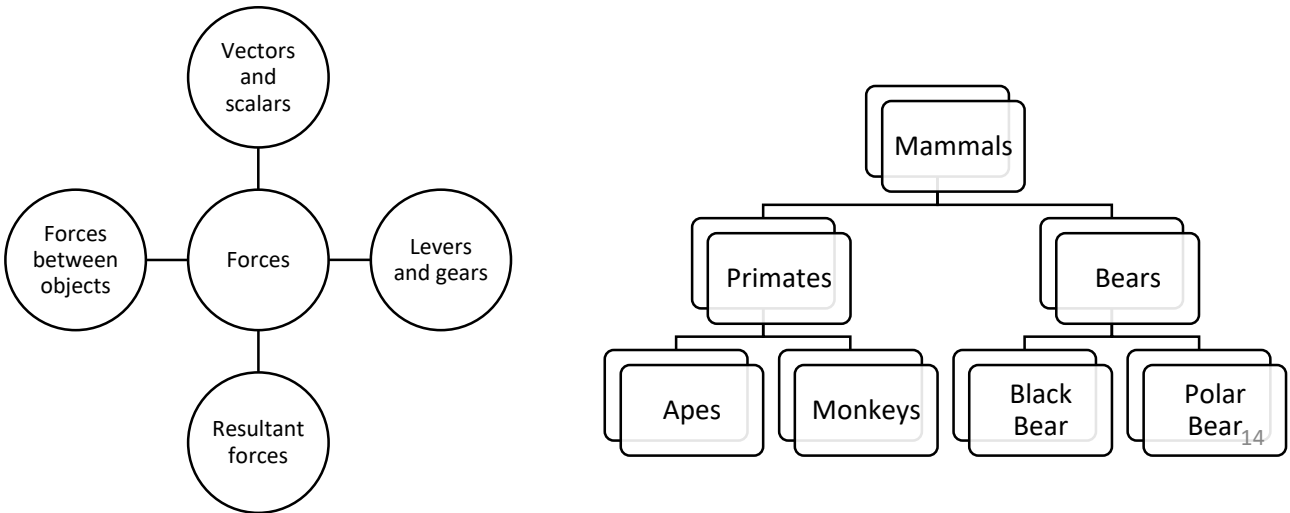 Vectors
and
scalars
Forces
between
objects
Forces
Levers
and gears
Resultant
forces
Mammals
Primates
Bears
Apes
Monkeys
Black
Bear
Polar
Bear
14